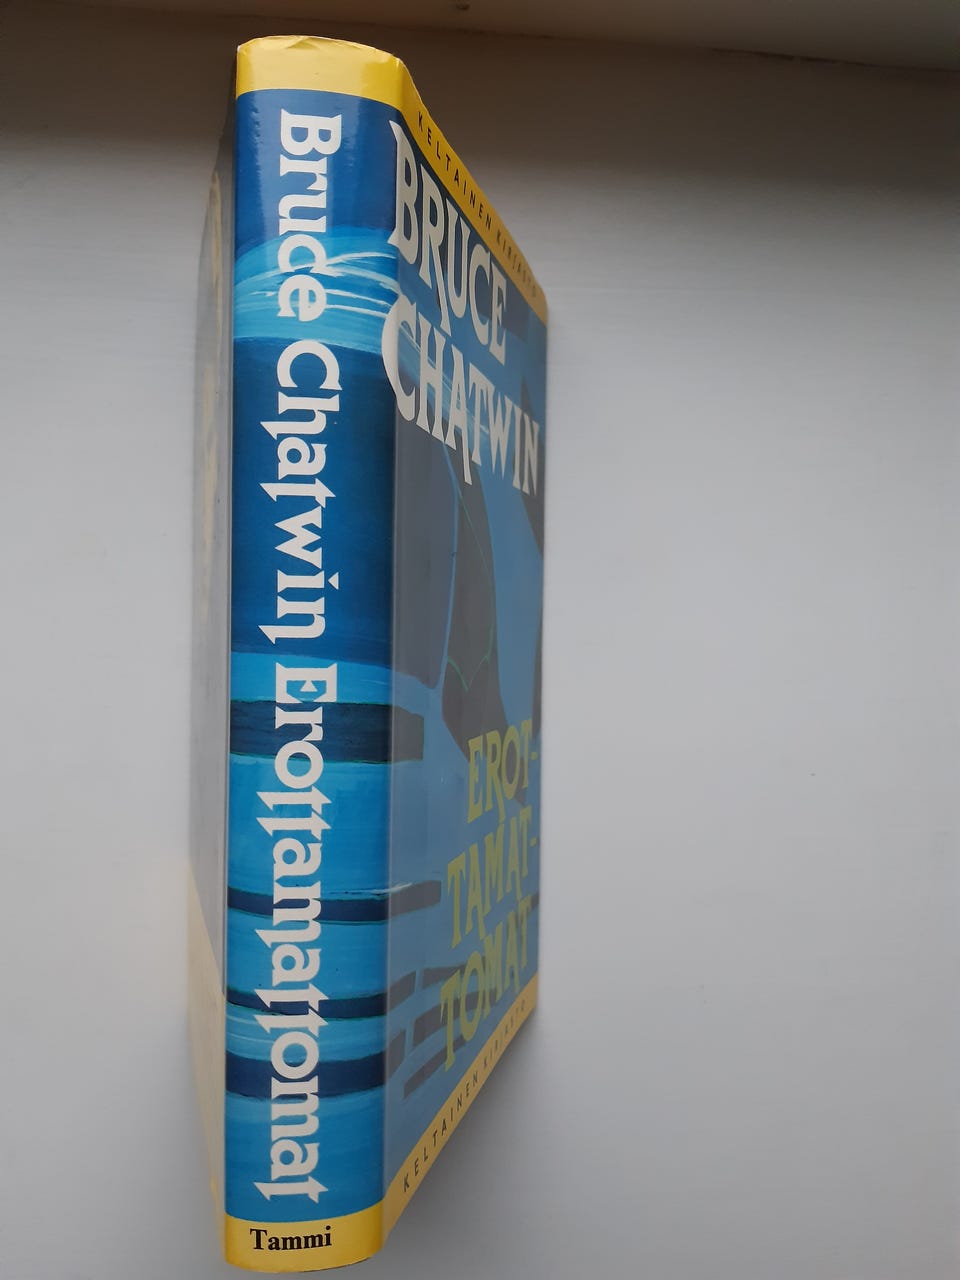 Bruce Chatwin Erottamattomat
Tammi
KELTAINEN KIRJASTO
BRUCE
CHATWIN
EROT-
TAMAT-
TOMAT
KELTAINEN KIRJASTO